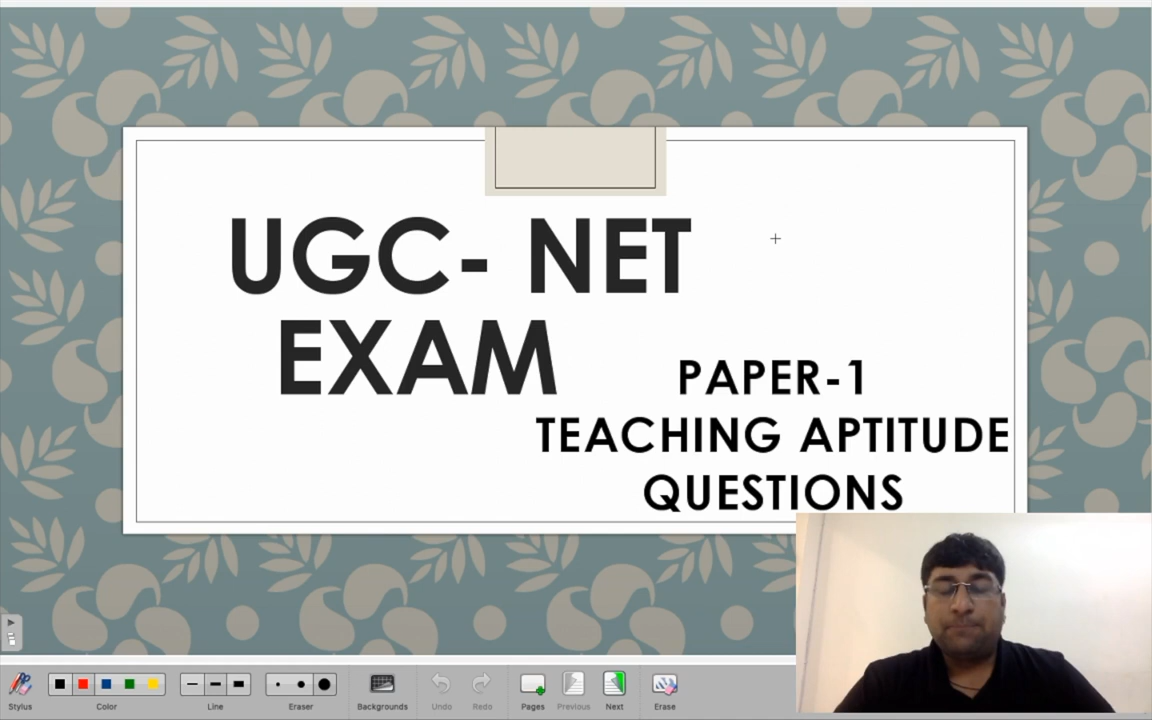 UGC- NET
EXAM
PAPER-1
TEACHING APTITUDE
QUESTIONS
Stylus
Color
Line
Eraser
Backgrounds
Undo
Redo
Pages
Previous
Next
Erase